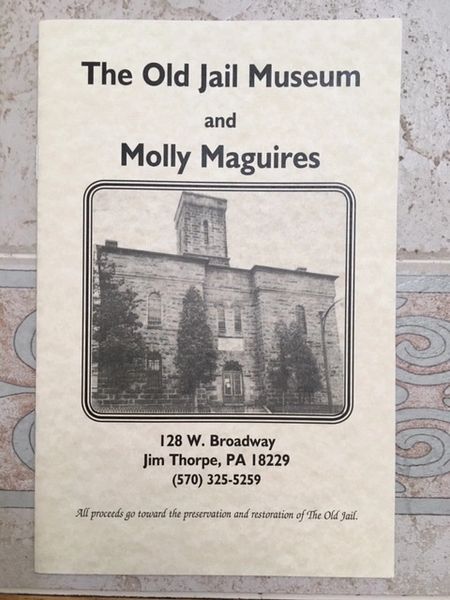 The Old Jail Museum
and
Molly Maguires
128 W. Broadway
Jim Thorpe, PA 18229
(570) 325-5259
All proceeds go toward the preservation and restoration of The Old Jail.